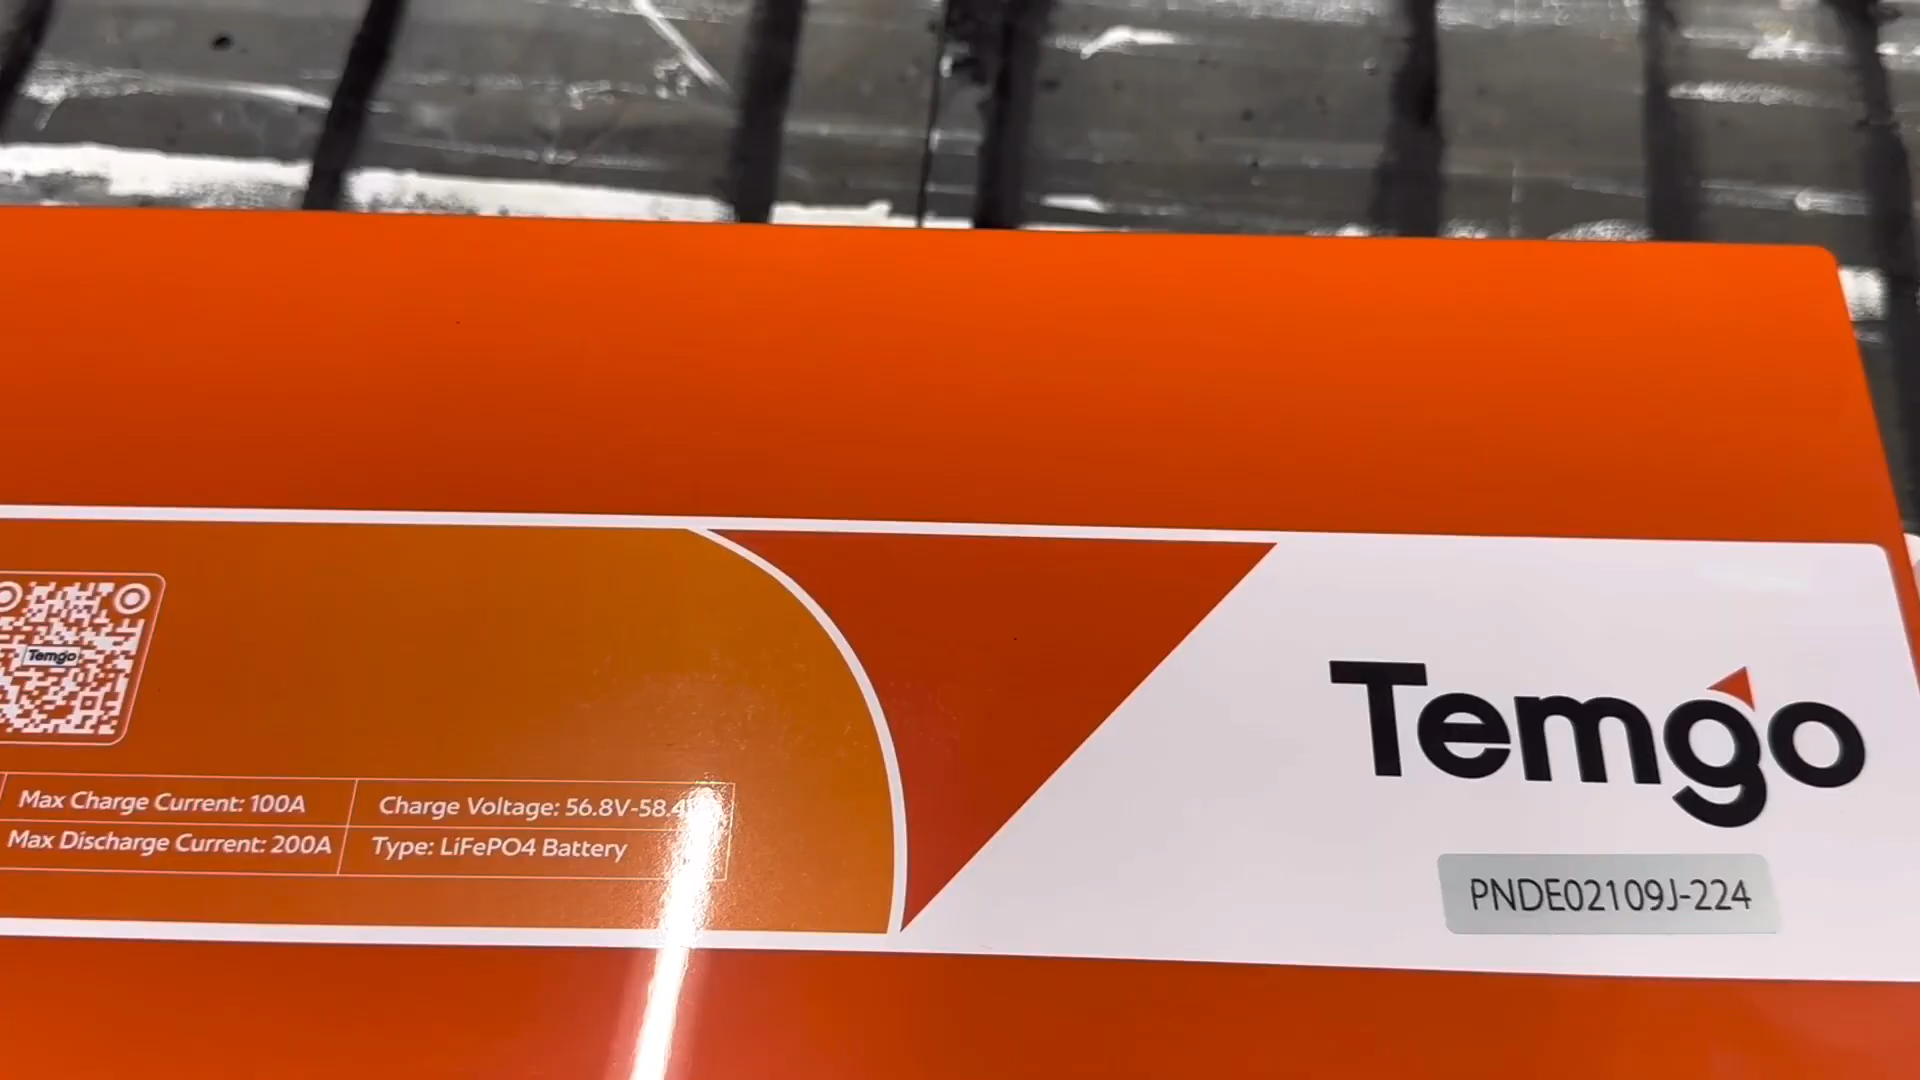 Temgo
Max Charge Current: 100A
Charge Voltage: 56.8V-58.4
Max Discharge Current: 200A
Type: LiFePO4 Battery
Temgo
PNDE02109J-224